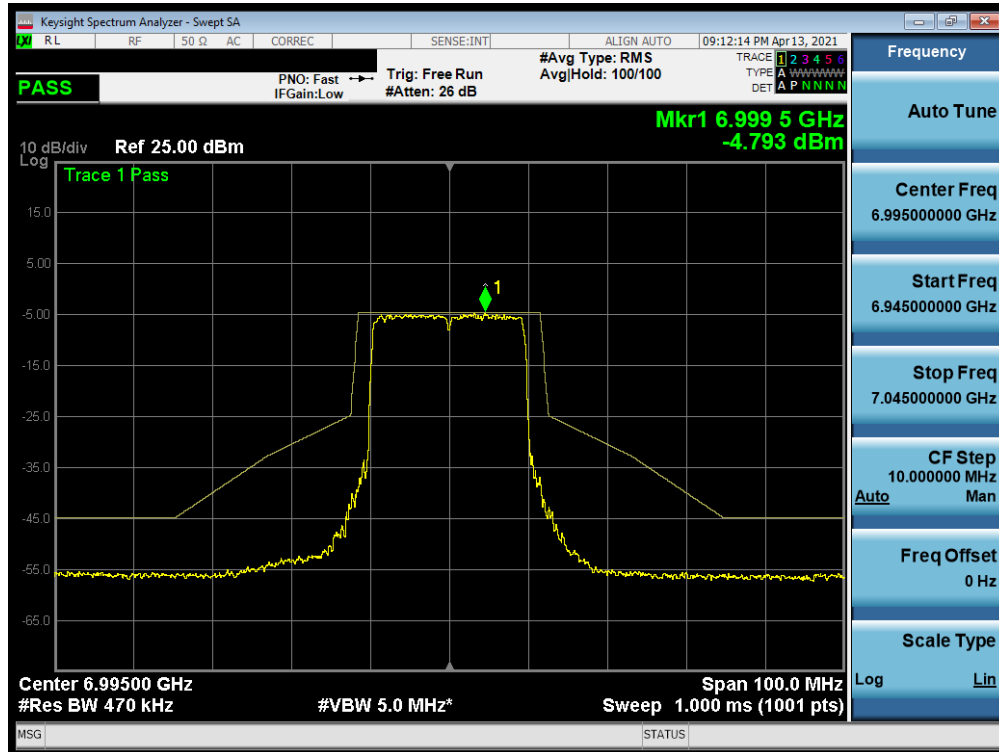 Keysight Spectrum Analyzer - Swept SA
LXI RL RF 50 Ω AC CORREC SENSE:INT ALIGN AUTO 09:12:14 PM Apr 13, 2021
PASS
PNO: Fast
IFGain:Low
Trig: Free Run
#Atten: 26 dB
#Avg Type: RMS
Avg|Hold: 100/100
TRACE 1 2 3 4 5 6
TYPE A WWWWW
DET A P N N N N
Mkr1 6.999 5 GHz
-4.793 dBm
10 dB/div Ref 25.00 dBm
Log
Trace 1 Pass
15.0
5.00
1
-5.00
-15.0
-25.0
-35.0
-45.0
-55.0
-65.0
Center 6.99500 GHz Span 100.0 MHz
#Res BW 470 kHz #VBW 5.0 MHz* Sweep 1.000 ms (1001 pts)
MSG STATUS
Frequency
Auto Tune
Center Freq
6.995000000 GHz
Start Freq
6.945000000 GHz
Stop Freq
7.045000000 GHz
CF Step
10.000000 MHz
Auto Man
Freq Offset
0 Hz
Scale Type
Log Lin